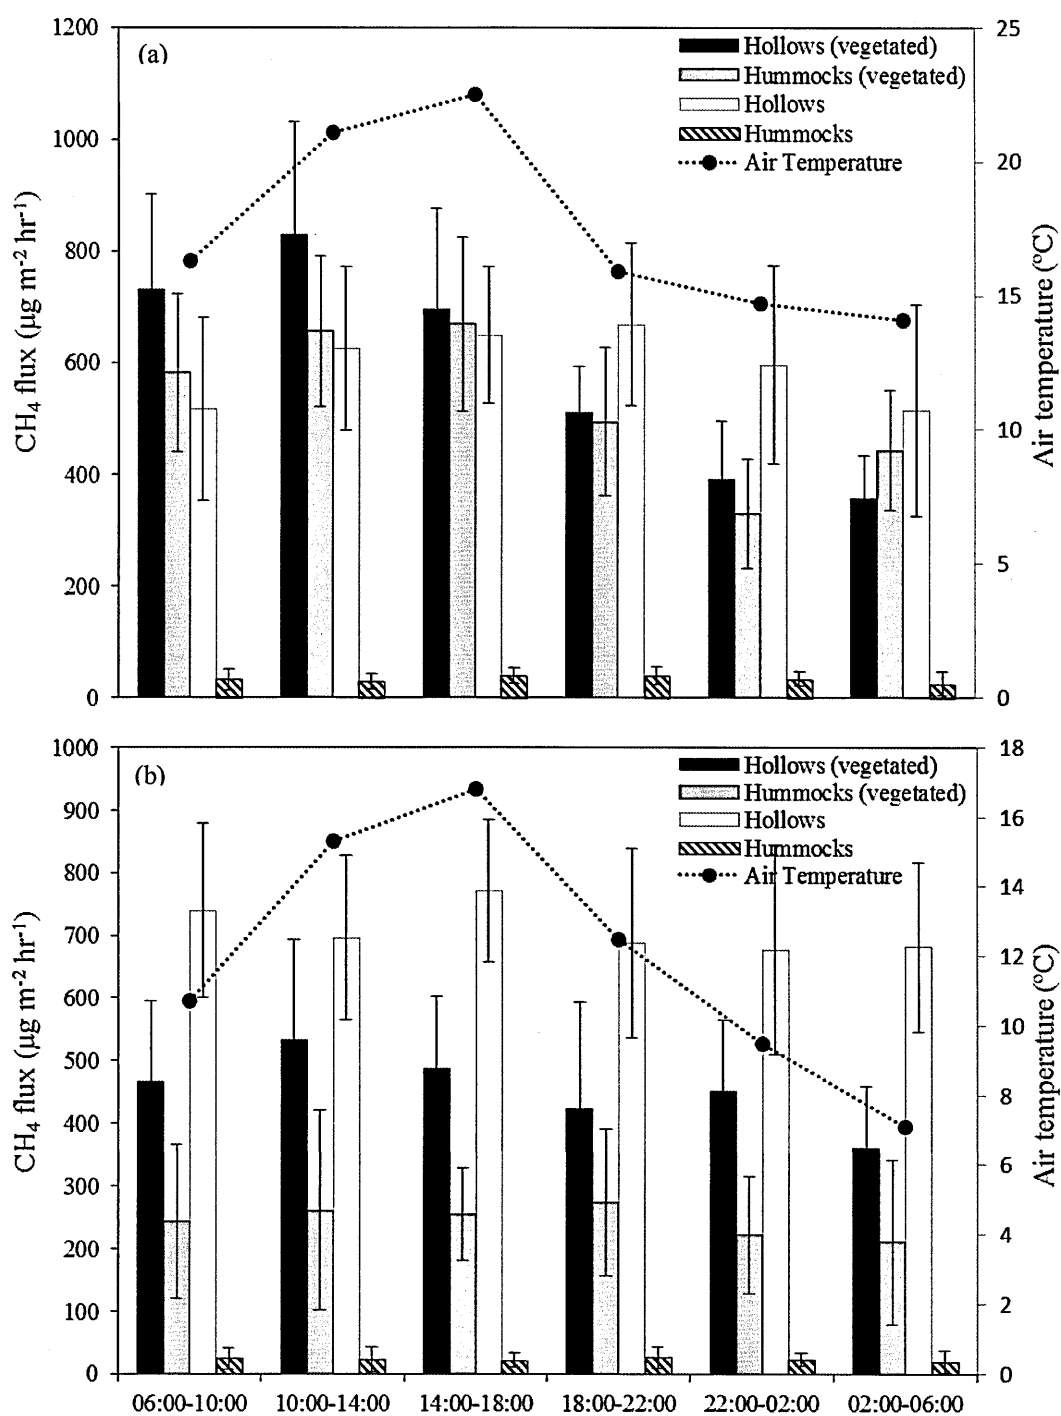 (a)
Hollows (vegetated)
Hummocks (vegetated)
Hollows
Hummocks
Air Temperature
CH₄ flux (µg m⁻² hr⁻¹)
1200
1000
800
600
400
200
0
Air temperature (°C)
25
20
15
10
5
0
(b)
Hollows (vegetated)
Hummocks (vegetated)
Hollows
Hummocks
Air Temperature
CH₄ flux (µg m⁻² hr⁻¹)
1000
900
800
700
600
500
400
300
200
100
0
Air temperature (°C)
18
16
14
12
10
8
6
4
2
0
06:00-10:00 10:00-14:00 14:00-18:00 18:00-22:00 22:00-02:00 02:00-06:00